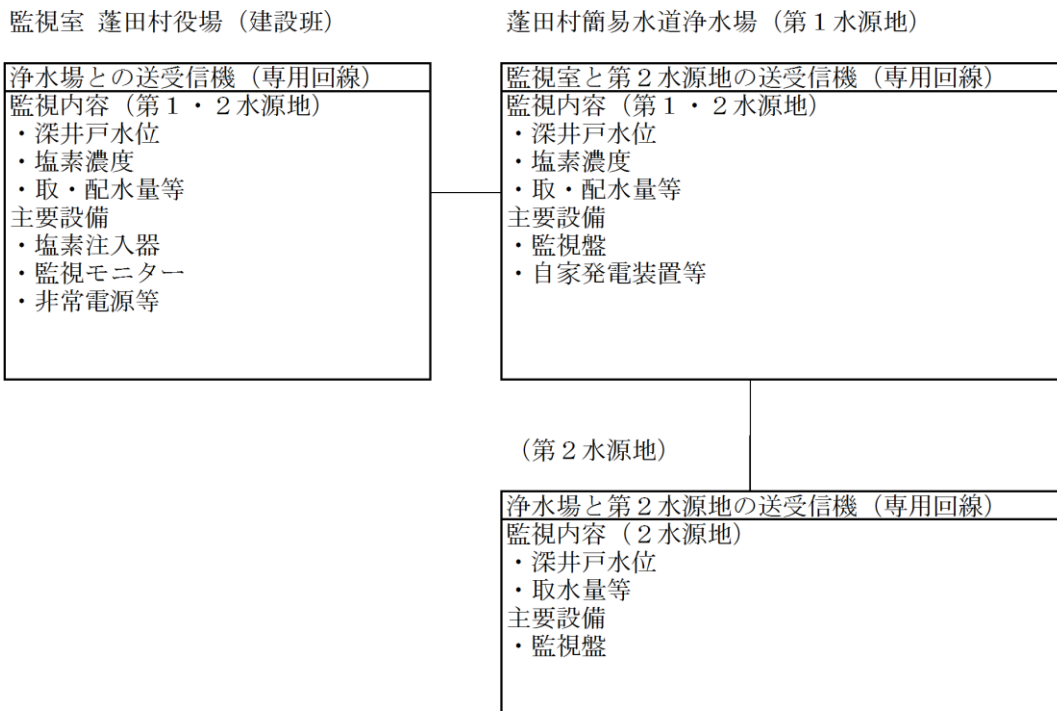 監視室 蓬田村役場（建設班）
浄水場との送受信機（専用回線）
監視内容（第１・２水源地）
・深井戸水位
・塩素濃度
・取・配水量等
主要設備
・塩素注入器
・監視モニター
・非常電源等
蓬田村簡易水道浄水場（第１水源地）
監視室と第２水源地の送受信機（専用回線）
監視内容（第１・２水源地）
・深井戸水位
・塩素濃度
・取・配水量等
主要設備
・監視盤
・自家発電装置等
（第２水源地）
浄水場と第２水源地の送受信機（専用回線）
監視内容（２水源地）
・深井戸水位
・取水量等
主要設備
・監視盤